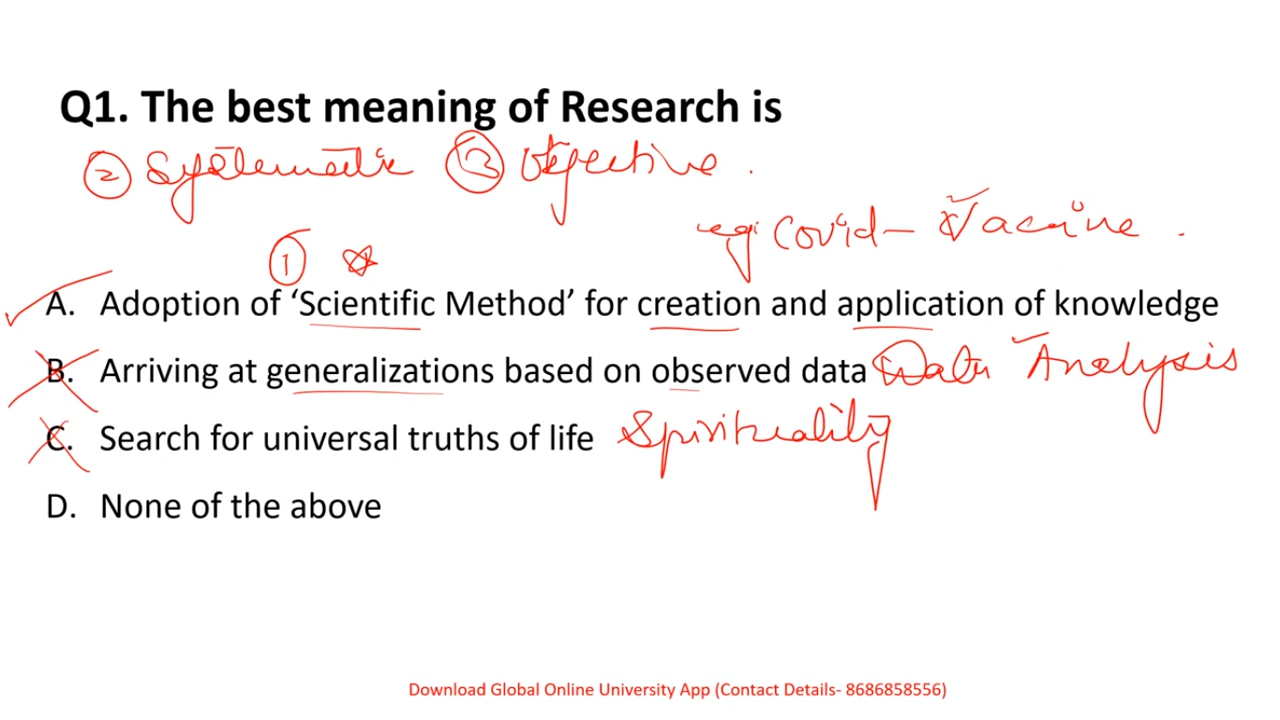 Q1. The best meaning of Research is
② Systematic ③ Objective.
eg: Covid - Vaccine.
①
A. Adoption of ‘Scientific Method’ for creation and application of knowledge
B. Arriving at generalizations based on observed data Data Analysis
C. Search for universal truths of life Spirituality
D. None of the above
Download Global Online University App (Contact Details- 8686858556)